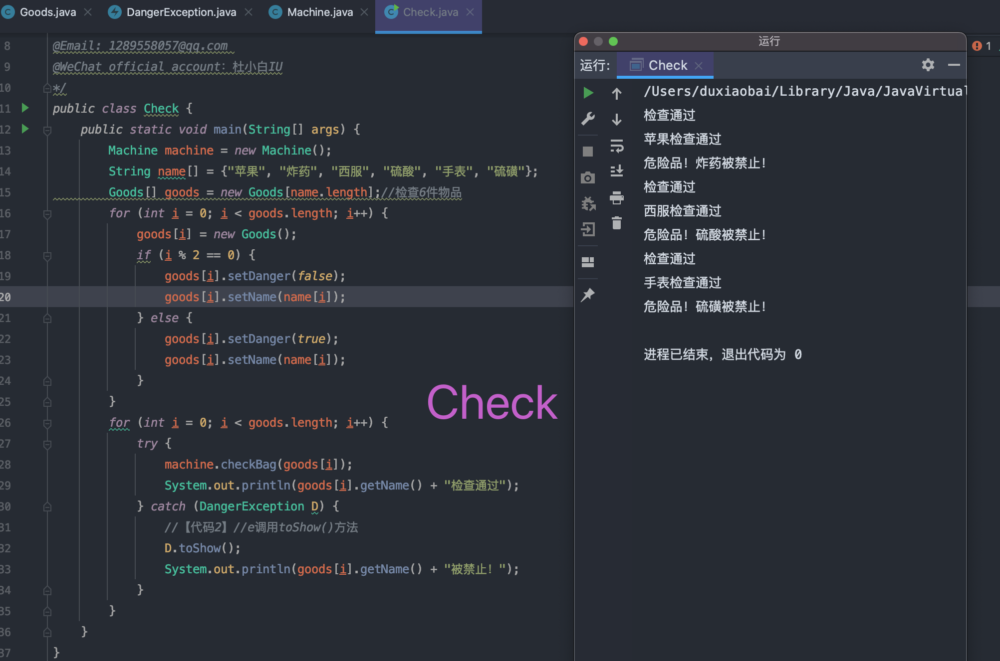 Goods.java
DangerException.java
Machine.java
Check.java
8 @Email: 1289558057@qq.com
9 @WeChat official account: 杜小白IU
10 */
11 public class Check {
12 public static void main(String[] args) {
13 Machine machine = new Machine();
14 String name[] = {"苹果", "炸药", "西服", "硫酸", "手表", "硫磺"};
15 Goods[] goods = new Goods[name.length];//检查6件物品
16 for (int i = 0; i < goods.length; i++) {
17 goods[i] = new Goods();
18 if (i % 2 == 0) {
19 goods[i].setDanger(false);
20 goods[i].setName(name[i]);
21 } else {
22 goods[i].setDanger(true);
23 goods[i].setName(name[i]);
24 }
25 }
26 for (int i = 0; i < goods.length; i++) {
27 try {
28 machine.checkBag(goods[i]);
29 System.out.println(goods[i].getName() + "检查通过");
30 } catch (DangerException D) {
31 //【代码2】//e调用toShow()方法
32 D.toShow();
33 System.out.println(goods[i].getName() + "被禁止！");
34 }
35 }
36 }
37 }
Check
运行
1
运行:
Check
/Users/duxiaobai/Library/Java/JavaVirtual
检查通过
苹果检查通过
危险品！炸药被禁止！
检查通过
西服检查通过
危险品！硫酸被禁止！
检查通过
手表检查通过
危险品！硫磺被禁止！
进程已结束，退出代码为 0